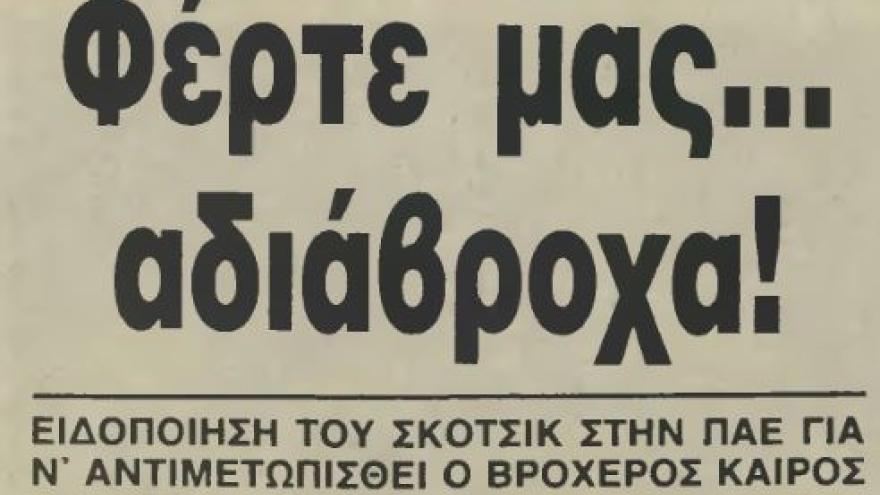 Φέρτε μας...
αδιάβροχα!
ΕΙΔΟΠΟΙΗΣΗ ΤΟΥ ΣΚΟΤΣΙΚ ΣΤΗΝ ΠΑΕ ΓΙΑ
Ν' ΑΝΤΙΜΕΤΩΠΙΣΘΕΙ Ο ΒΡΟΧΕΡΟΣ ΚΑΙΡΟΣ